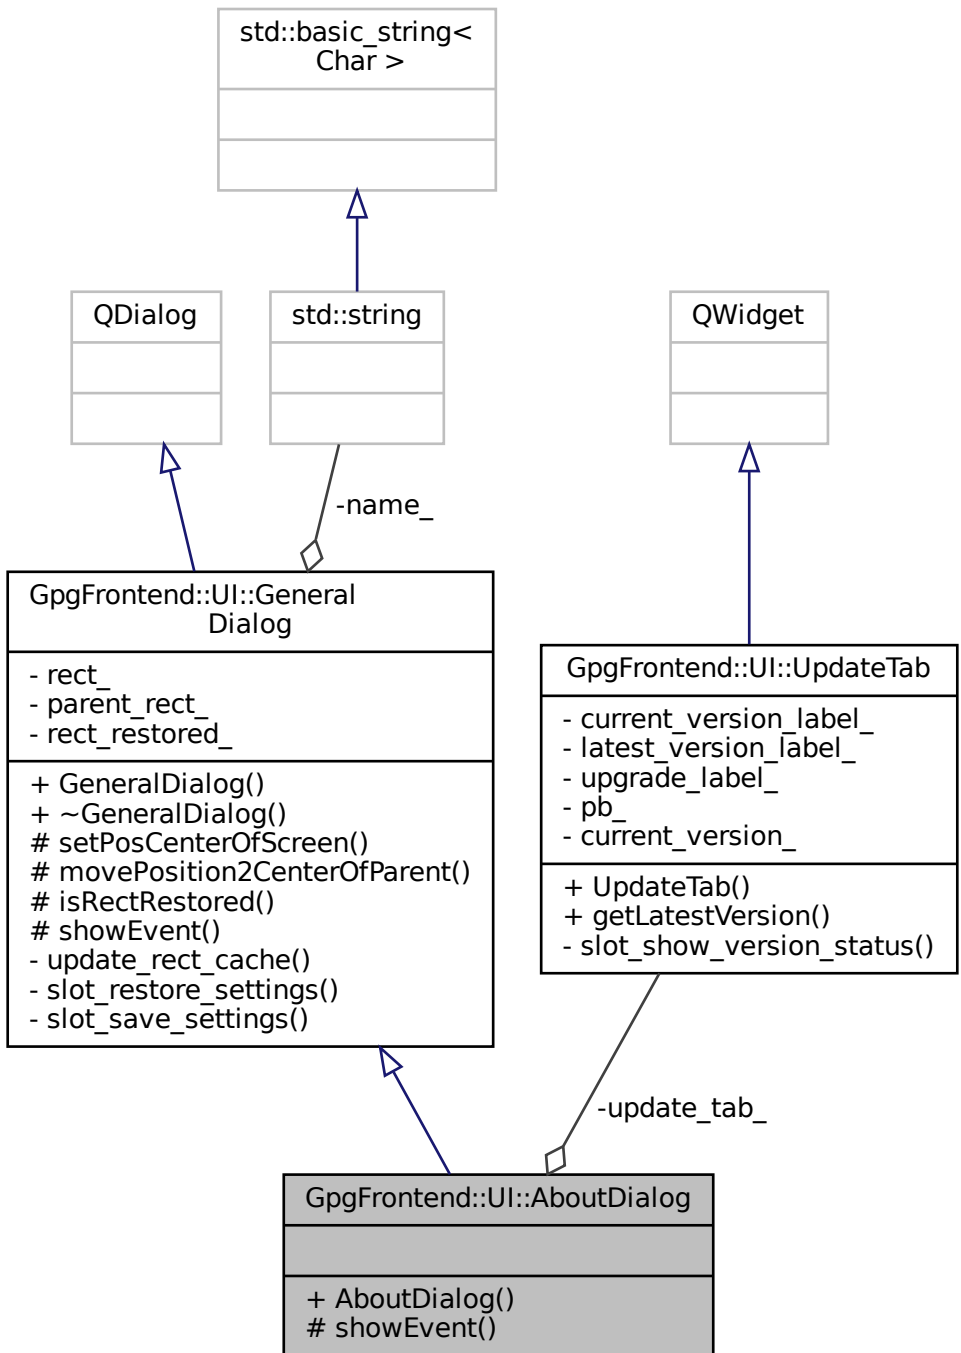 std::basic_string<
Char >
QDialog
std::string
QWidget
-name_
GpgFrontend::UI::General
Dialog
- rect_
- parent_rect_
- rect_restored_
+ GeneralDialog()
+ ~GeneralDialog()
# setPosCenterOfScreen()
# movePosition2CenterOfParent()
# isRectRestored()
# showEvent()
- update_rect_cache()
- slot_restore_settings()
- slot_save_settings()
GpgFrontend::UI::UpdateTab
- current_version_label_
- latest_version_label_
- upgrade_label_
- pb_
- current_version_
+ UpdateTab()
+ getLatestVersion()
- slot_show_version_status()
-update_tab_
GpgFrontend::UI::AboutDialog
+ AboutDialog()
# showEvent()